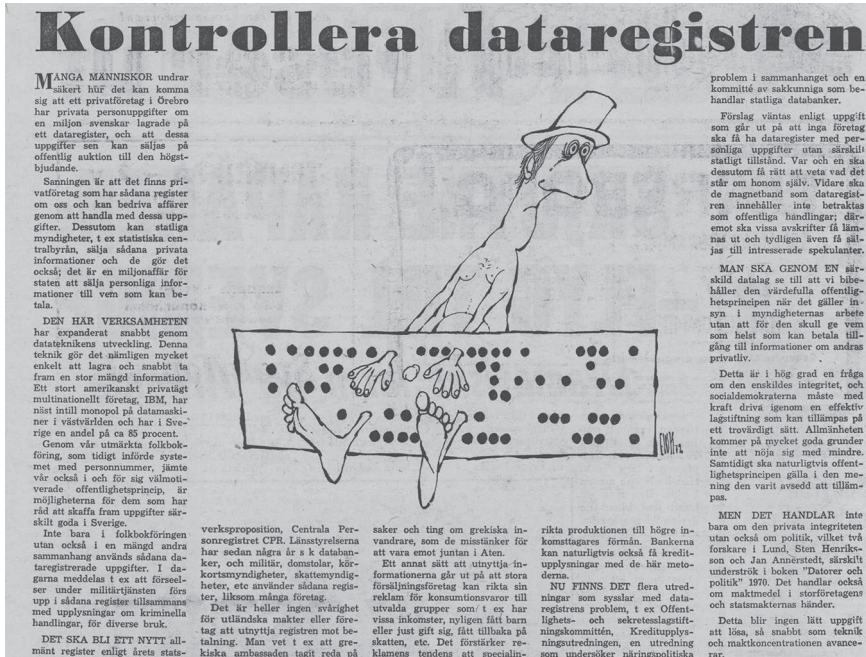 Kontrollera dataregistren
MANGA MÄNNISKOR undrar
säkert hur det kan komma
sig att ett privatföretag i Örebro
har privata personuppgifter om
en miljon svenskar lagrade på
ett dataregister, och att dessa
uppgifter sen kan säljas på
offentlig auktion till den högst-
bjudande.
Sanningen är att det finns pri-
vatföretag som har sådana register
om oss och kan bedriva affärer
genom att handla med dessa upp-
gifter. Dessutom kan statliga
myndigheter, t ex statistiska cen-
tralbyrån, sälja sådana privata
informationer och de gör det
också; det är en miljonaffär för
staten att sälja personliga infor-
mationer till vem som kan be-
tala.
DEN HÄR VERKSAMHETEN
har expanderat snabbt genom
datateknikens utveckling. Denna
teknik gör det nämligen mycket
enkelt att lagra och snabbt ta
fram en stor mängd information.
Ett stort amerikanskt privatägt
multinationellt företag, IBM, har
näst intill monopol på datamaski-
ner i västvärlden och har i Sve-
rige en andel på ca 85 procent.
Genom vår utmärkta folkbok-
föring, som tidigt införde syste-
met med personnummer, jämte
vår också i och för sig välmoti-
verade offentlighetsprincip, är
möjligheterna för dem som har
råd att skaffa fram uppgifter sär-
skilt goda i Sverige.
Inte bara i folkbokföringen
utan också i en mängd andra
sammanhang används sådana da-
taregistrerade uppgifter. I da-
garna meddelas t ex att förseel-
ser under militärtjänsten förs
upp i sådana register tillsammans
med upplysningar om kriminella
handlingar, för diverse bruk.
DET SKA BLI ETT NYTT all-
mänt register enligt årets stats-
verksproposition, Centrala Per-
sonregistret CPR. Länsstyrelserna
har sedan några år s k databan-
ker, och militär, domstolar, kör-
kortsmyndigheter, skattemyndig-
heter, etc använder sådana regis-
ter, liksom många företag.
Det är heller ingen svårighet
för utländska makter eller före-
tag att utnyttja registren mot be-
talning. Man vet t ex att gre-
kiska ambassaden tagit reda på
saker och ting om grekiska in-
vandrare, som de misstänker för
att vara emot juntan i Aten.
Ett annat sätt att utnyttja in-
formationerna går ut på att stora
försäljningsföretag kan rikta sin
reklam för konsumtionsvaror till
utvalda grupper som t ex har
vissa inkomster, nyligen fått barn
eller just gift sig, fått tillbaka på
skatten, etc. Det förstärker re-
klamens tendens att specialin-
rikta produktionen till högre in-
komsttagares förmån. Bankerna
kan naturligtvis också få kredit-
upplysningar med de här meto-
derna.
NU FINNS DET flera utred-
ningar som sysslar med data-
registrens problem, t ex Offent-
lighets- och sekretesslagstift-
ningskommittén, Kreditupplys-
ningsutredningen, en utredning
som undersöker näringspolitiska
problem i sammanhanget och en
kommitté av sakkunniga som be-
handlar statliga databanker.
Förslag väntas enligt uppgift
som går ut på att inga företag
ska få ha dataregister med per-
sonliga uppgifter utan särskilt
statligt tillstånd. Var och en ska
dessutom få rätt att veta vad det
står om honom själv. Vidare ska
de magnetband som dataregist-
ren innehåller inte betraktas
som offentliga handlingar; där-
emot ska vissa avskrifter få läm-
nas ut och tydligen även få säl-
jas till intresserade spekulanter.
MAN SKA GENOM EN sär-
skild datalag se till att vi bibe-
håller den värdefulla offentlig-
hetsprincipen när det gäller in-
syn i myndigheternas arbete
utan att för den skull ge vem
som helst som kan betala till-
gång till informationer om andras
privatliv.
Detta är i hög grad en fråga
om den enskildes integritet, och
socialdemokraterna måste med
kraft driva igenom en effektiv
lagstiftning som kan tillämpas på
ett trovärdigt sätt. Allmänheten
kommer på mycket goda grunder
inte att nöja sig med mindre.
Samtidigt ska naturligtvis offent-
lighetsprincipen gälla i den me-
ning den varit avsedd att tilläm-
pas.
MEN DET HANDLAR inte
bara om den privata integriteten
utan också om politik, vilket två
forskare i Lund, Sten Henriks-
son och Jan Annerstedt, särskilt
underströk i boken "Datorer och
politik" 1970. Det handlar också
om maktmedel i storföretagens
och statsmakternas händer.
Detta blir ingen lätt uppgift
att lösa, så snabbt som teknik
och maktkoncentrationen avance-
rar.